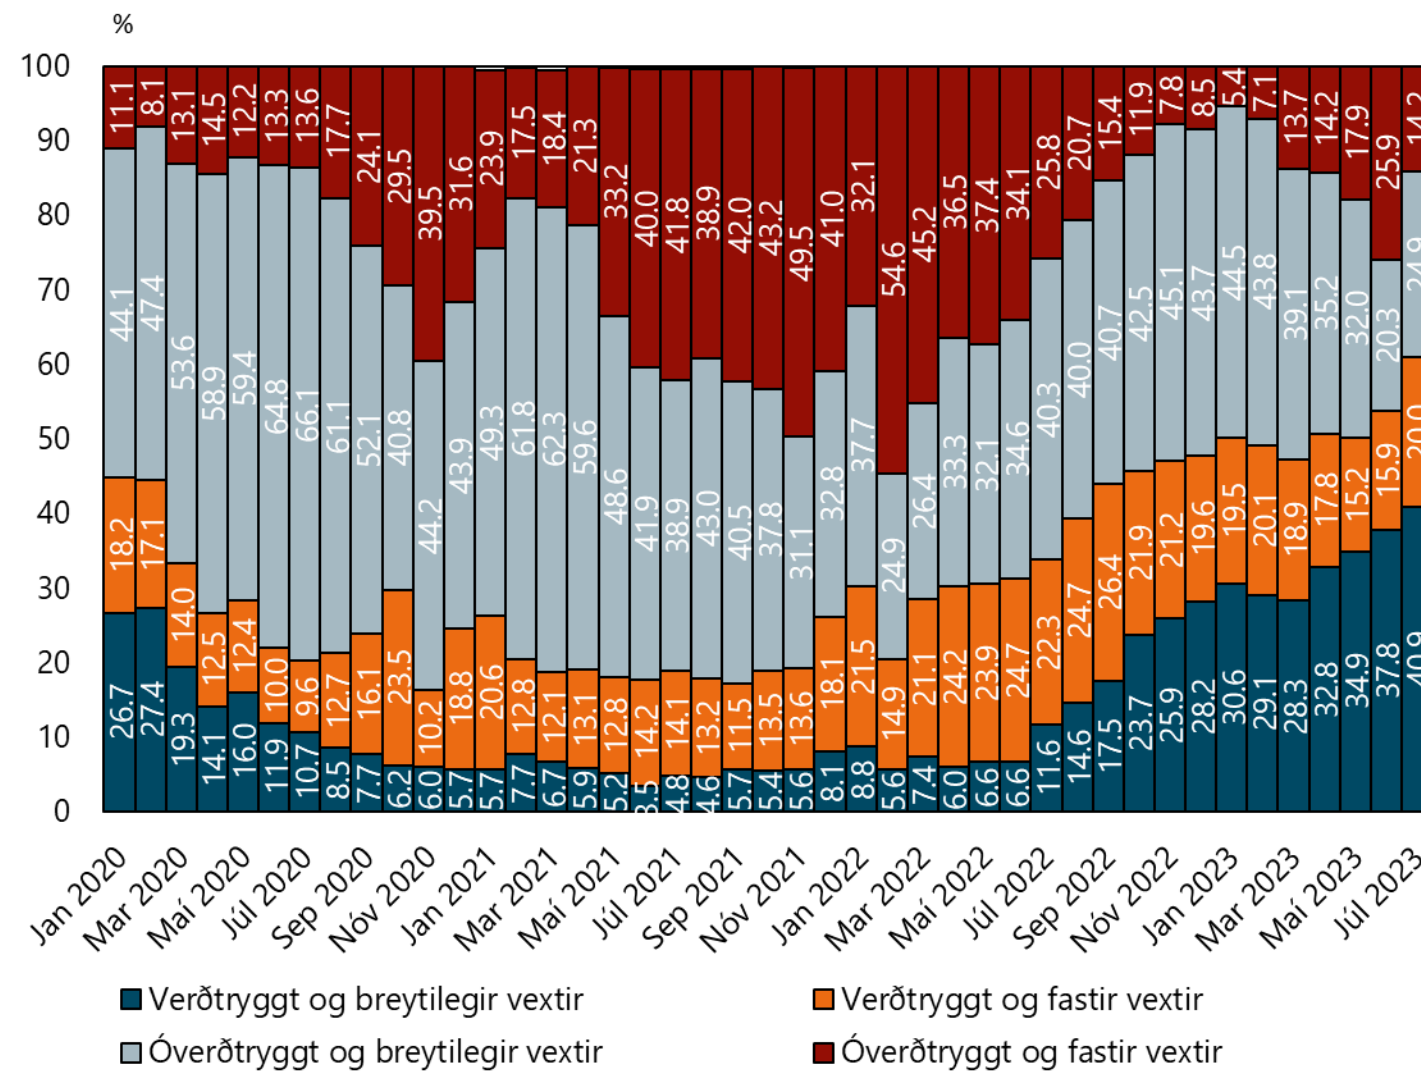 %
100
90
80
70
60
50
40
30
20
10
0
11.1 8.1 13.1 14.5 12.2 13.3 13.6 17.7 24.1 29.5 39.5 31.6 23.9 17.5 18.4 21.3 33.2 40.0 41.8 38.9 42.0 43.2 49.5 41.0 32.1 54.6 45.2 36.5 37.4 34.1 25.8 20.7 15.4 11.9 7.8 8.5 5.4 7.1 13.7 14.2 17.9 25.9 14.2
44.1 47.4 53.6 58.9 59.4 64.8 66.1 61.1 52.1 40.8 44.2 43.9 49.3 61.8 62.3 59.6 48.6 41.9 38.9 43.0 40.5 37.8 31.1 32.8 37.7 24.9 26.4 33.3 32.1 34.6 40.3 40.0 40.7 42.5 45.1 43.7 44.5 43.8 39.1 35.2 32.0 20.3 24.9
18.2 17.1 14.0 12.5 12.4 10.0 9.6 12.7 16.1 23.5 10.2 18.8 20.6 12.8 12.1 13.1 12.8 14.2 14.1 13.2 11.5 13.5 13.6 18.1 21.5 14.9 21.1 24.2 23.9 24.7 22.3 24.7 26.4 21.9 21.2 19.6 19.5 20.1 18.9 17.8 15.2 15.9 20.0
26.7 27.4 19.3 14.1 16.0 11.9 10.7 8.5 7.7 6.2 6.0 5.7 5.7 7.7 6.7 5.9 5.2 3.5 4.8 4.6 5.7 5.4 5.6 8.1 8.8 5.6 7.4 6.0 6.6 6.6 11.6 14.6 17.5 23.7 25.9 28.2 30.6 29.1 28.3 32.8 34.9 37.8 40.9
Jan 2020
Mar 2020
Maí 2020
Júl 2020
Sep 2020
Nóv 2020
Jan 2021
Mar 2021
Maí 2021
Júl 2021
Sep 2021
Nóv 2021
Jan 2022
Mar 2022
Maí 2022
Júl 2022
Sep 2022
Nóv 2022
Jan 2023
Mar 2023
Maí 2023
Júl 2023
Verðtryggt og breytilegir vextir
Verðtryggt og fastir vextir
Óverðtryggt og breytilegir vextir
Óverðtryggt og fastir vextir